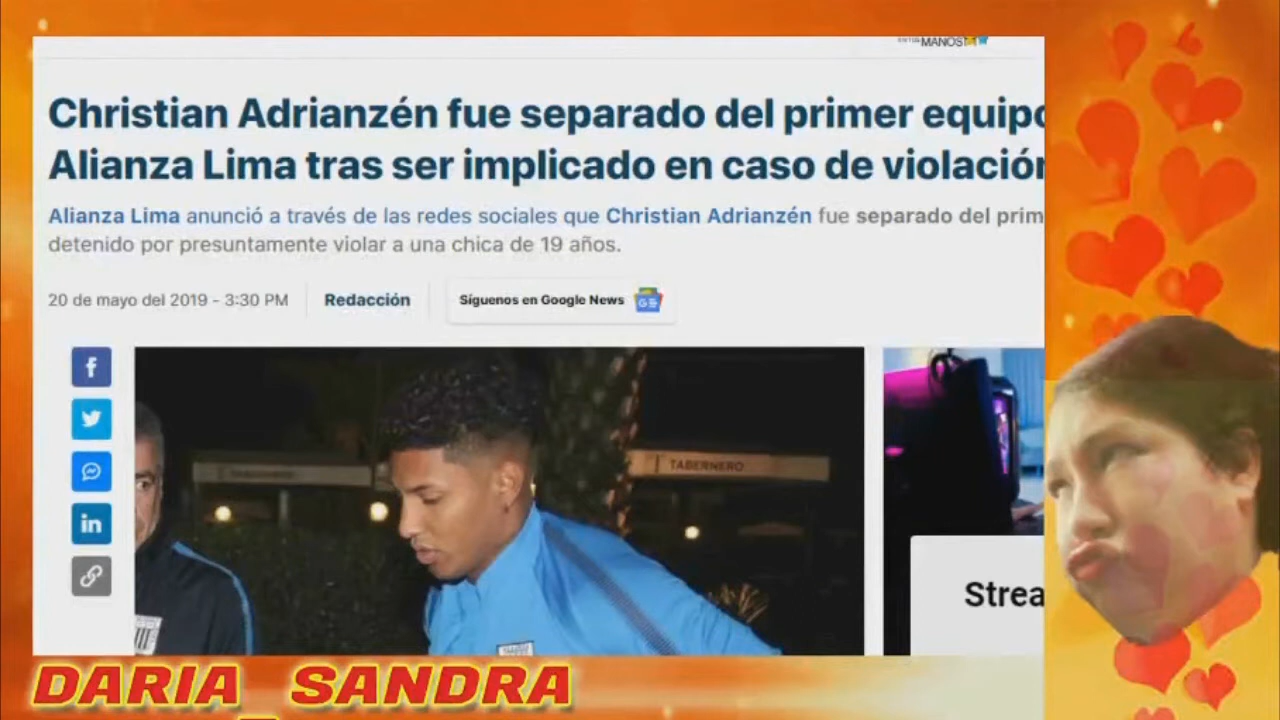 MANOS
Christian Adrianzén fue separado del primer equipo
Alianza Lima tras ser implicado en caso de violación
Alianza Lima anunció a través de las redes sociales que Christian Adrianzén fue separado del prim
detenido por presuntamente violar a una chica de 19 años.
20 de mayo del 2019 - 3:30 PM Redacción Síguenos en Google News
f
in
TABERNERO
Strea
DARIA SANDRA